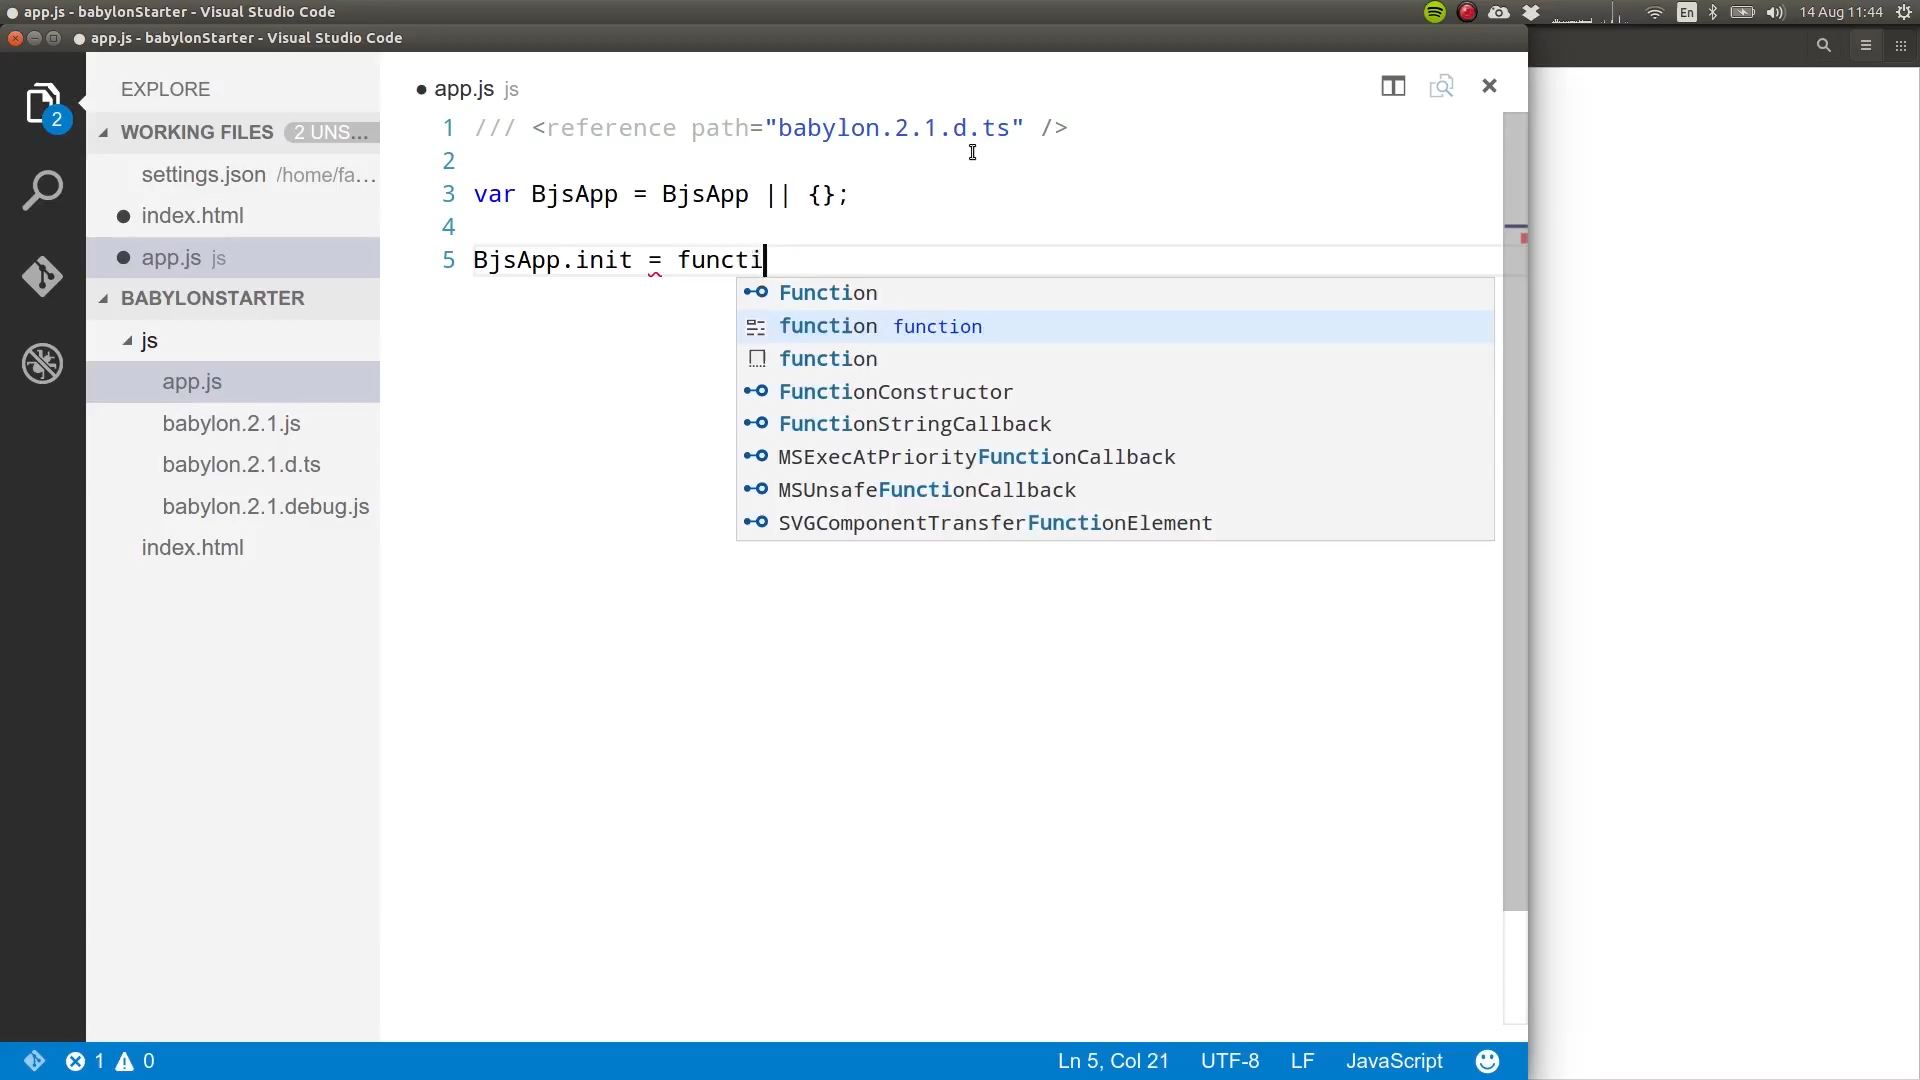 app.js - babylonStarter - Visual Studio Code
En
14 Aug 11:44
app.js - babylonStarter - Visual Studio Code
EXPLORE
2
WORKING FILES 2 UNS...
settings.json /home/fa...
index.html
app.js js
BABYLONSTARTER
js
app.js
babylon.2.1.js
babylon.2.1.d.ts
babylon.2.1.debug.js
index.html
app.js js
1 /// <reference path="babylon.2.1.d.ts" />
2
3 var BjsApp = BjsApp || {};
4
5 BjsApp.init = functi
Function
function function
function
FunctionConstructor
FunctionStringCallback
MSExecAtPriorityFunctionCallback
MSUnsafeFunctionCallback
SVGComponentTransferFunctionElement
1 0
Ln 5, Col 21 UTF-8 LF JavaScript